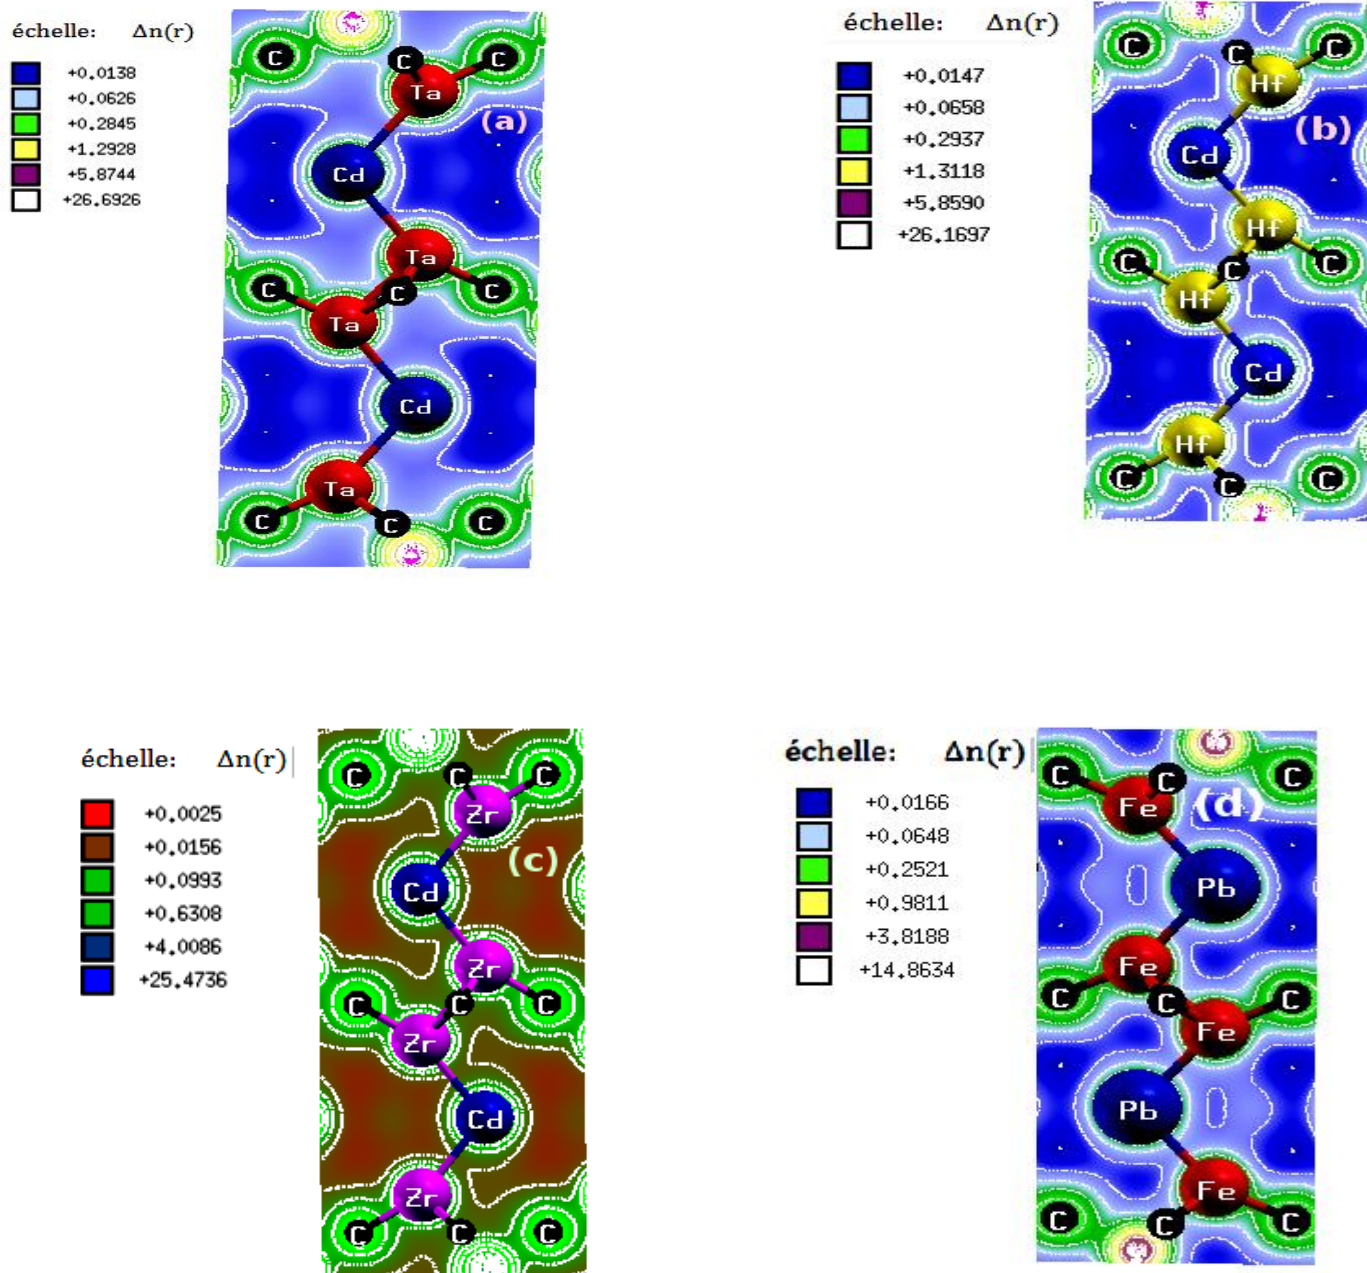 échelle: Δn(r)
+0.0138
+0.0626
+0.2845
+1.2928
+5.8744
+26.6926
C
C
C
Ta
(a)
Cd
Ta
C
C
C
Ta
Cd
Ta
C
C
C
échelle: Δn(r)
+0.0147
+0.0658
+0.2937
+1.3118
+5.8590
+26.1697
C
C
C
Hf
(b)
Cd
Hf
C
C
C
Hf
Cd
Hf
C
C
C
échelle: Δn(r)
+0.0025
+0.0156
+0.0993
+0.6308
+4.0086
+25.4736
C
C
C
Zr
(c)
Cd
Zr
C
C
C
Zr
Cd
Zr
C
C
C
échelle: Δn(r)
+0.0166
+0.0648
+0.2521
+0.9811
+3.8188
+14.8634
C
C
C
Fe
(d)
Pb
Fe
C
C
C
Fe
Pb
Fe
C
C
C